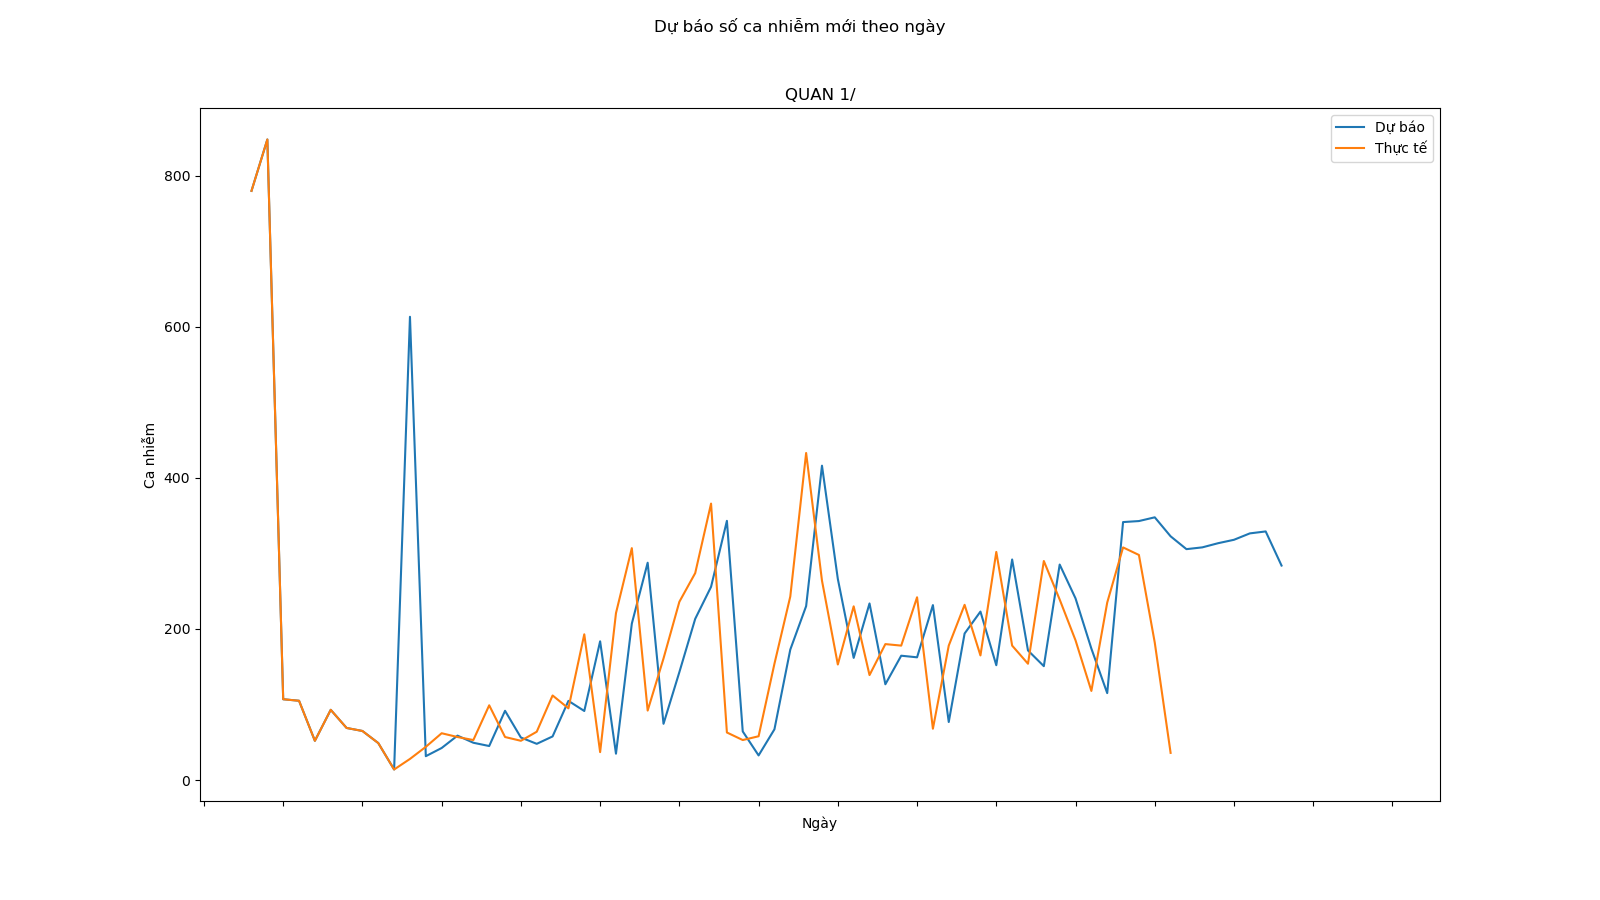 Dự báo số ca nhiễm mới theo ngày
QUAN 1/
Dự báo
Thực tế
800
600
400
200
0
Ca nhiễm
Ngày